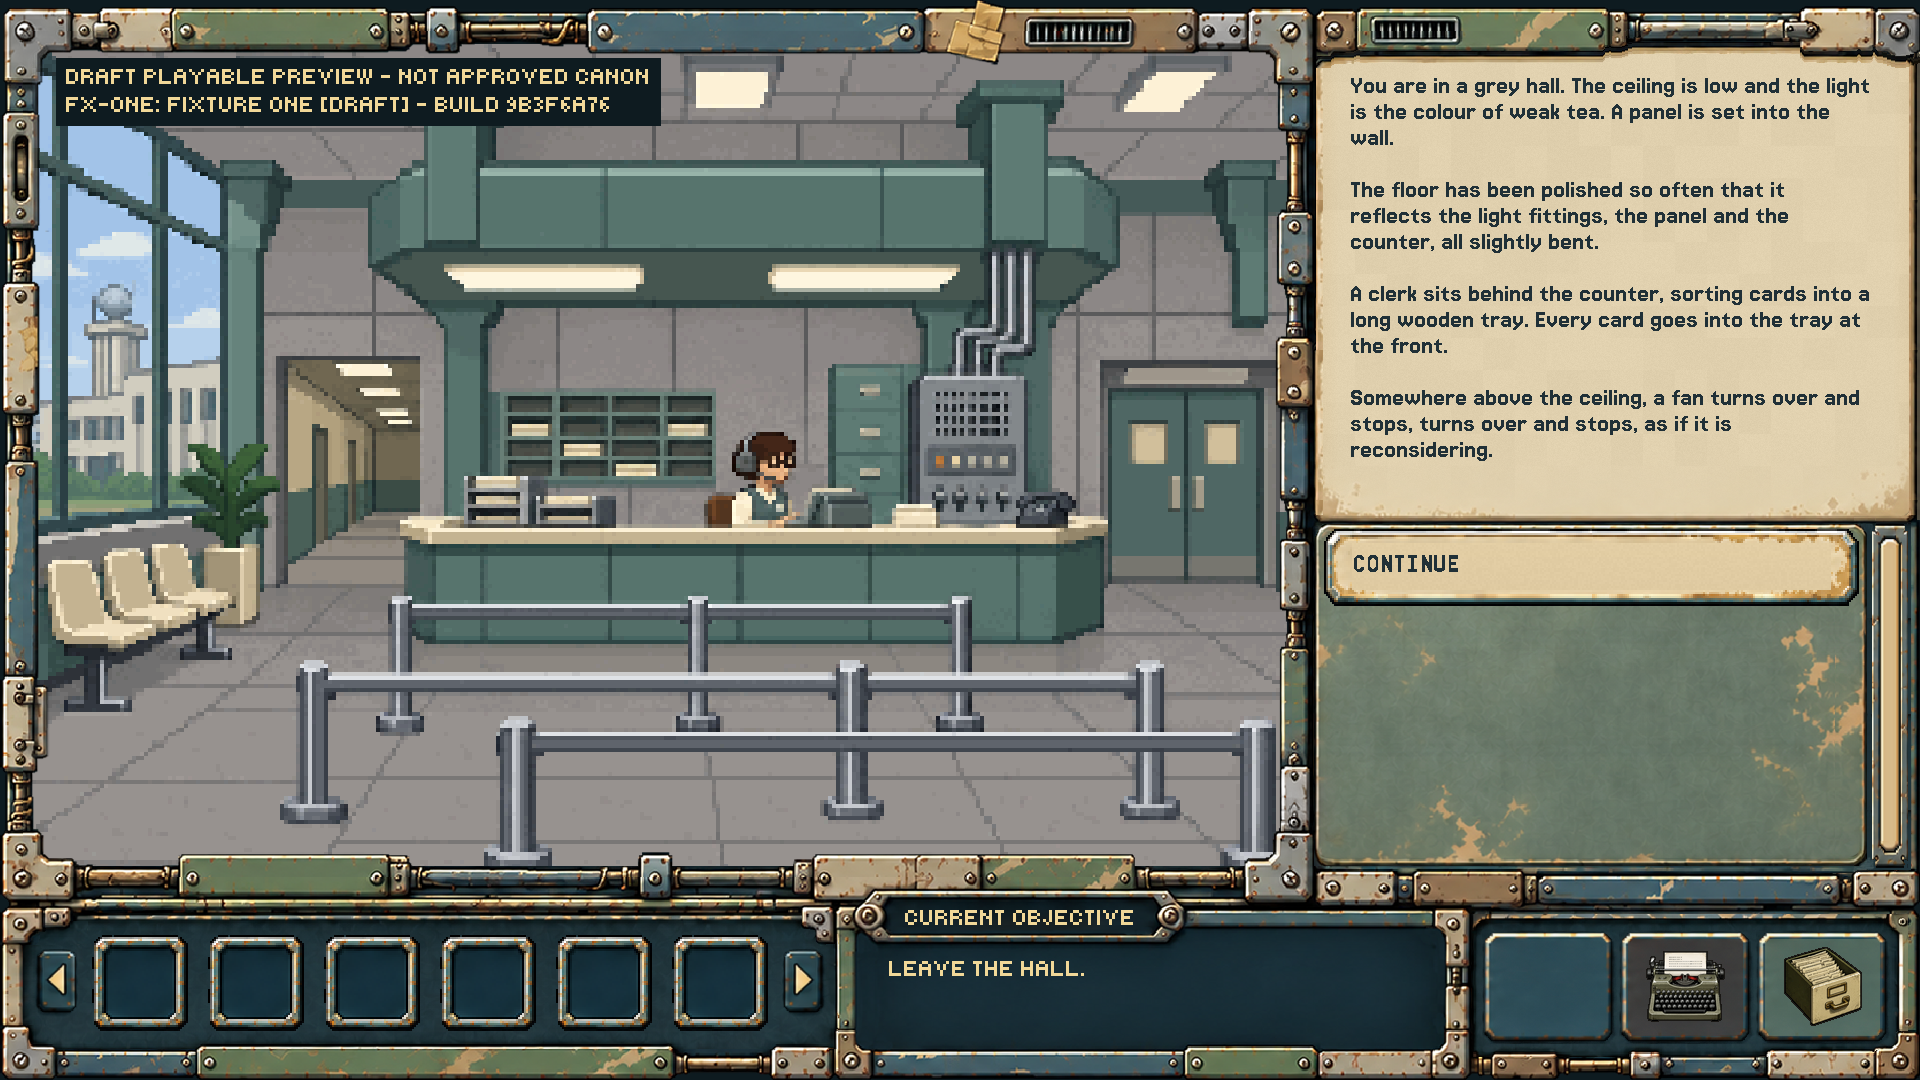 DRAFT PLAYABLE PREVIEW - NOT APPROVED CANON
FX-ONE: FIXTURE ONE [DRAFT] - BUILD 9B3F6A76
You are in a grey hall. The ceiling is low and the light
is the colour of weak tea. A panel is set into the
wall.
The floor has been polished so often that it
reflects the light fittings, the panel and the
counter, all slightly bent.
A clerk sits behind the counter, sorting cards into a
long wooden tray. Every card goes into the tray at
the front.
Somewhere above the ceiling, a fan turns over and
stops, turns over and stops, as if it is
reconsidering.
CONTINUE
CURRENT OBJECTIVE
LEAVE THE HALL.